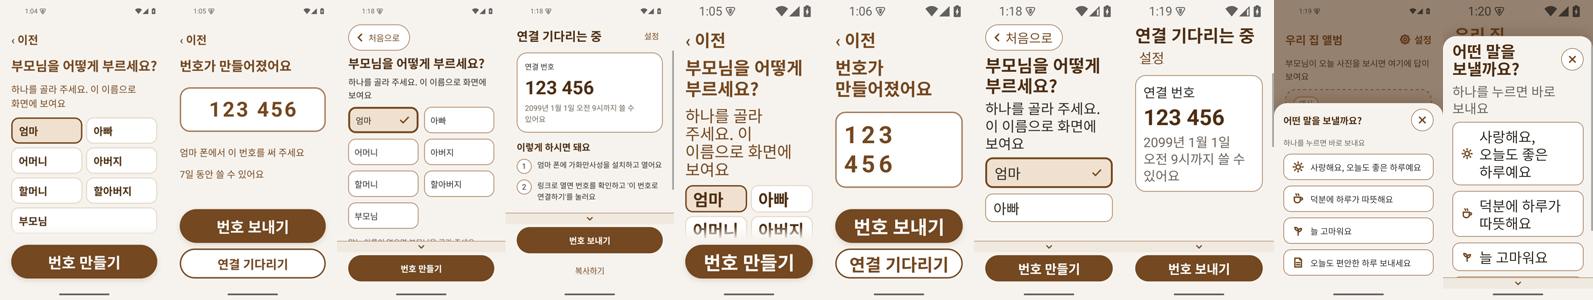 1:04
‹ 이전
부모님을 어떻게 부르세요?
하나를 골라 주세요. 이 이름으로
화면에 보여요
엄마
아빠
어머니
아버지
할머니
할아버지
부모님
번호 만들기
1:05
‹ 이전
번호가 만들어졌어요
123 456
엄마 폰에서 이 번호를 써 주세요
7일 동안 쓸 수 있어요
번호 보내기
연결 기다리기
1:18
처음으로
부모님을 어떻게 부르세요?
하나를 골라 주세요. 이 이름으로 화면에
보여요
엄마
아빠
어머니
아버지
할머니
할아버지
부모님
번호 만들기
1:18
연결 기다리는 중
설정
연결 번호
123 456
2099년 1월 1일 오전 9시까지 쓸 수
있어요
이렇게 하시면 돼요
1 엄마 폰에 가화만사성을 설치하고 열어요
2 링크로 열면 번호를 확인하고 '이 번호로
연결하기'를 눌러요
번호 보내기
복사하기
1:05
‹ 이전
부모님을 어떻게
부르세요?
하나를 골라
주세요. 이
이름으로 화면에
보여요
엄마
아빠
어머니
아버지
번호 만들기
1:06
‹ 이전
번호가
만들어졌어요
123
456
번호 보내기
연결 기다리기
1:18
처음으로
부모님을 어떻게
부르세요?
하나를 골라 주세요.
이 이름으로 화면에
보여요
엄마
아빠
번호 만들기
1:19
연결 기다리는 중
설정
연결 번호
123 456
2099년 1월 1일
오전 9시까지 쓸 수
있어요
번호 보내기
1:19
우리 집 앨범
설정
부모님이 오늘 사진을 보시면 여기에 답이
보여요
어떤 말을 보낼까요?
하나를 누르면 바로 보내요
사랑해요, 오늘도 좋은 하루예요
덕분에 하루가 따뜻해요
늘 고마워요
오늘도 편안한 하루 보내세요
1:20
우리 집
어떤 말을
보낼까요?
하나를 누르면 바로
보내요
사랑해요,
오늘도 좋은
하루예요
덕분에 하루가
따뜻해요
늘 고마워요